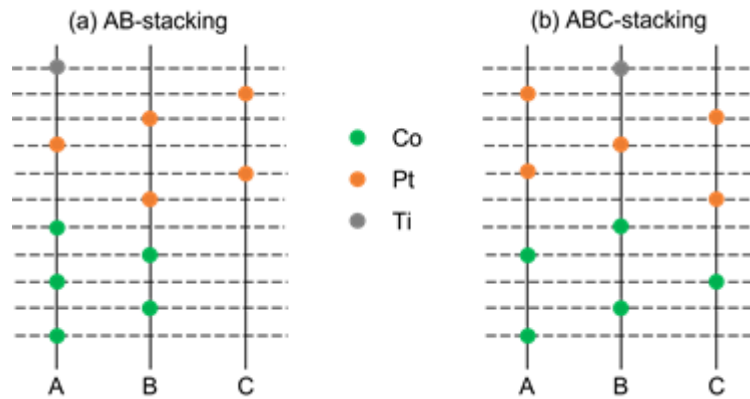 (a) AB-stacking
(b) ABC-stacking
Co
Pt
Ti
A B C
A B C